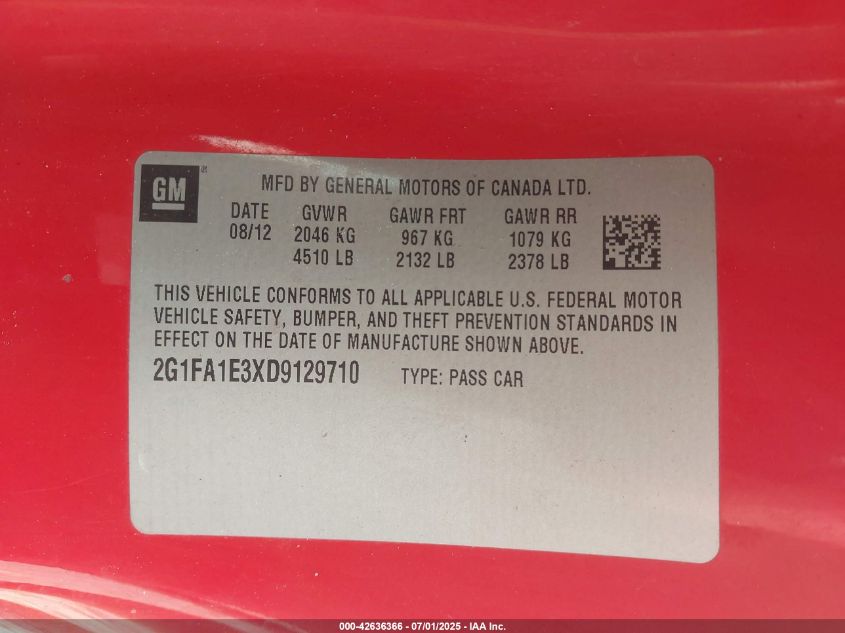 GM ®
MFD BY GENERAL MOTORS OF CANADA LTD.
DATE GVWR GAWR FRT GAWR RR
08/12 2046 KG 967 KG 1079 KG
4510 LB 2132 LB 2378 LB
THIS VEHICLE CONFORMS TO ALL APPLICABLE U.S. FEDERAL MOTOR
VEHICLE SAFETY, BUMPER, AND THEFT PREVENTION STANDARDS IN
EFFECT ON THE DATE OF MANUFACTURE SHOWN ABOVE.
2G1FA1E3XD9129710 TYPE: PASS CAR
000-42636366 - 07/01/2025 - IAA Inc.